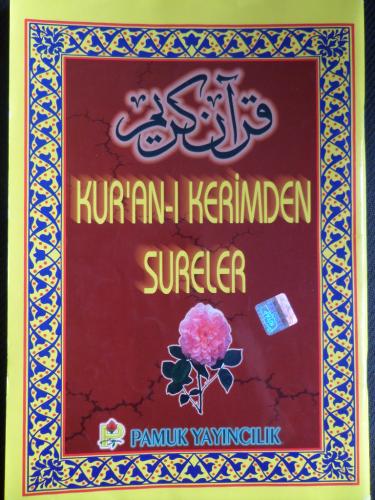 قرآن كريم
KUR'AN-I KERİMDEN
SURELER
PAMUK YAYINCILIK